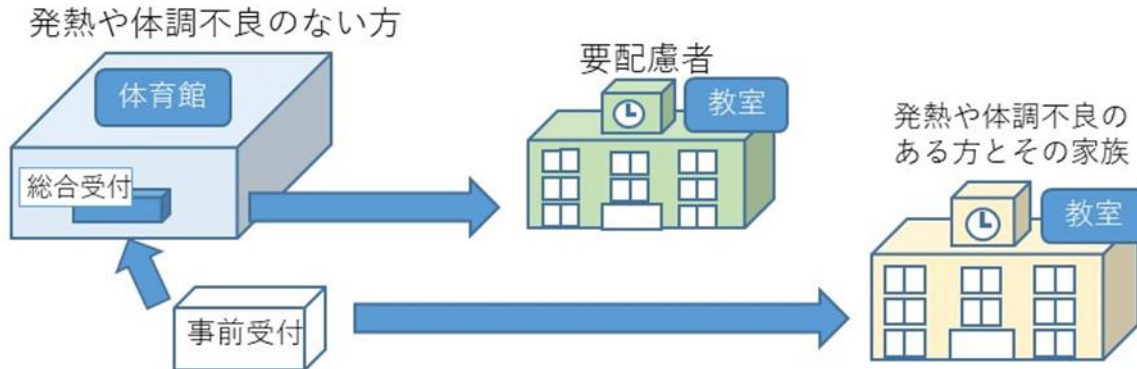 発熱や体調不良のない方
体育館
総合受付
事前受付
要配慮者
教室
発熱や体調不良の
ある方とその家族
教室